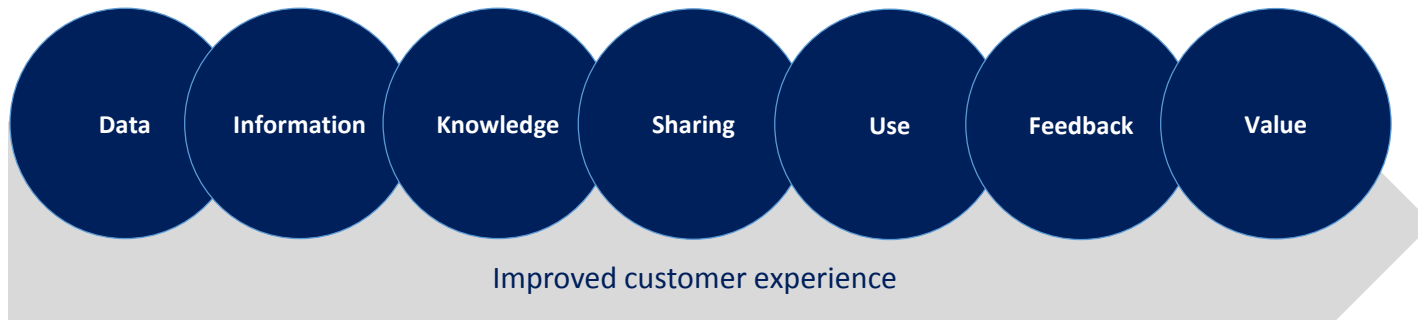 Data Information Knowledge Sharing Use Feedback Value
Improved customer experience